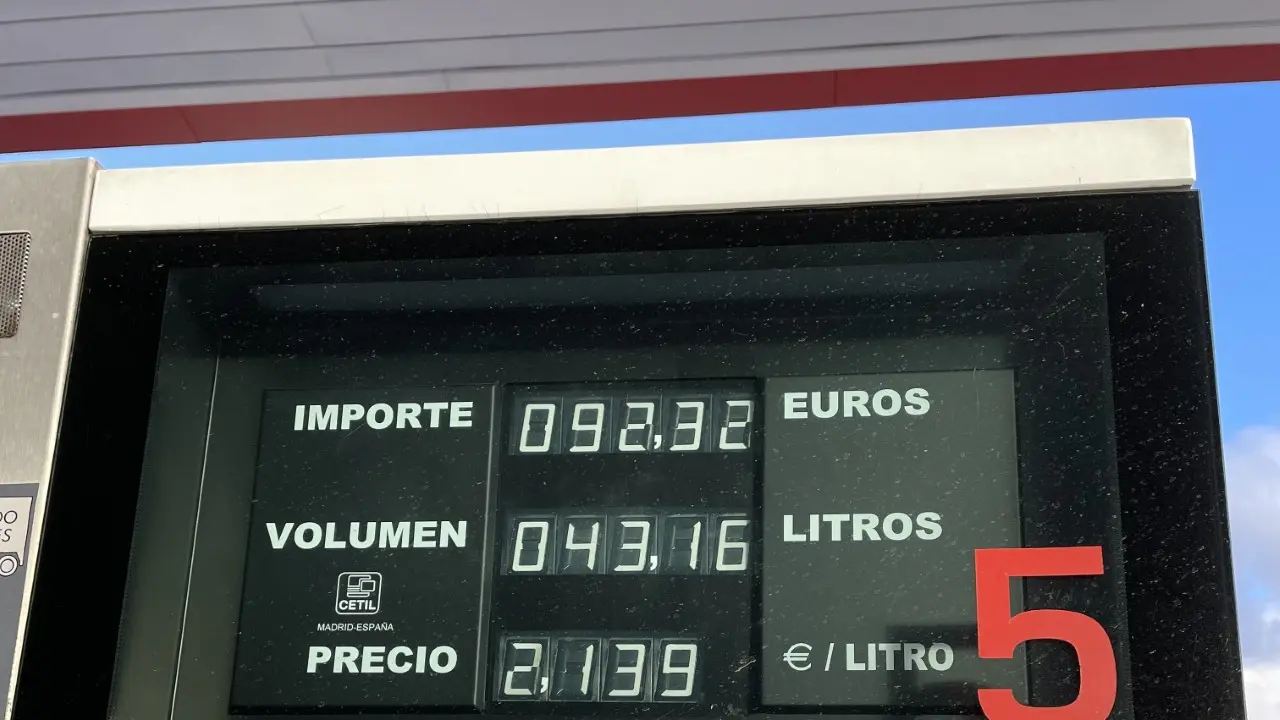 IMPORTE 092,32 EUROS
VOLUMEN 043,16 LITROS
CETIL
MADRID-ESPAÑA
PRECIO 2,139 € / LITRO
5